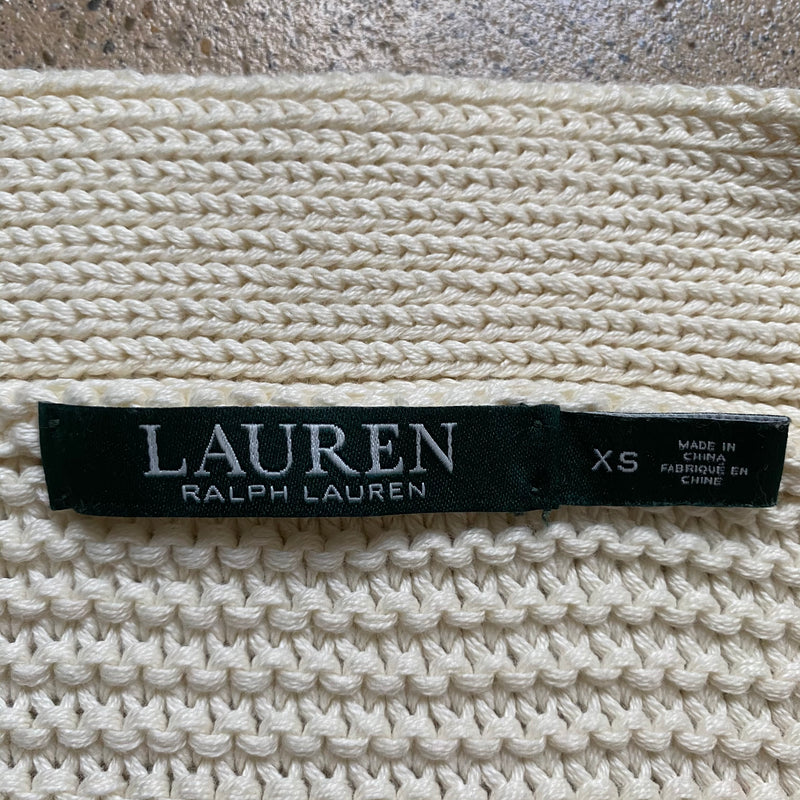 LAUREN
RALPH LAUREN
XS
MADE IN
CHINA
FABRIQUÉ EN
CHINE